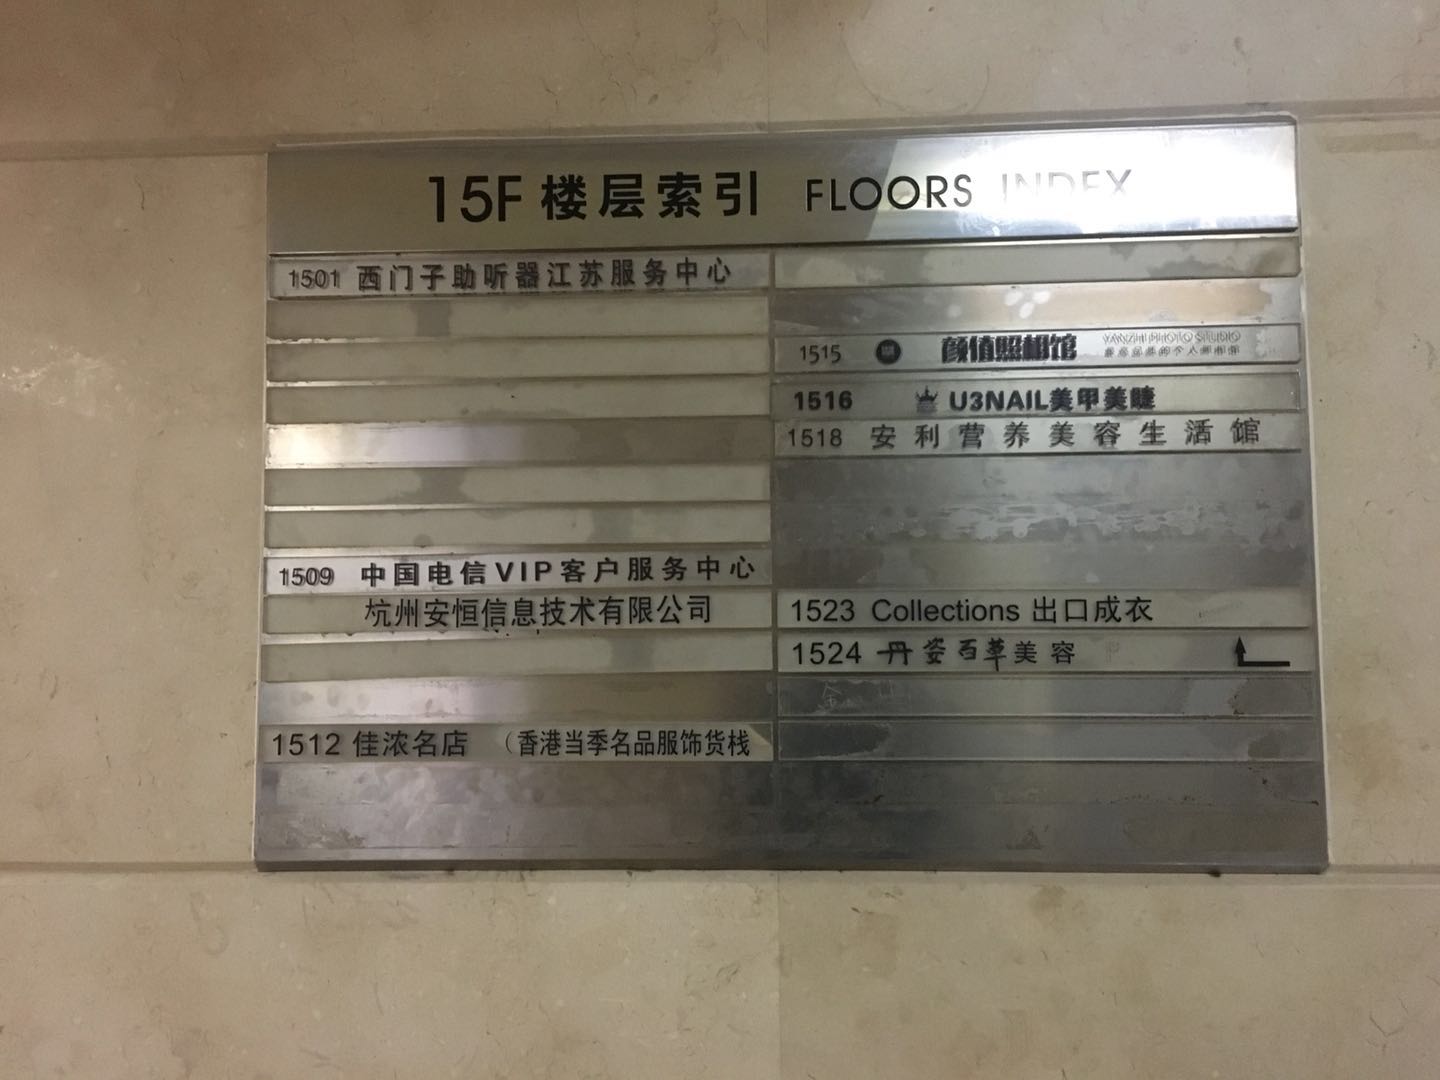 15F 楼层索引 FLOORS INDEX
1501 西门子助听器江苏服务中心
1509 中国电信VIP客户服务中心
杭州安恒信息技术有限公司
1512 佳浓名店 （香港当季名品服饰货栈
1515 颜值照相馆 YANZHI PHOTO STUDIO
1516 U3NAIL美甲美睫
1518 安利营养美容生活馆
1523 Collections 出口成衣
1524 丹姿百草美容